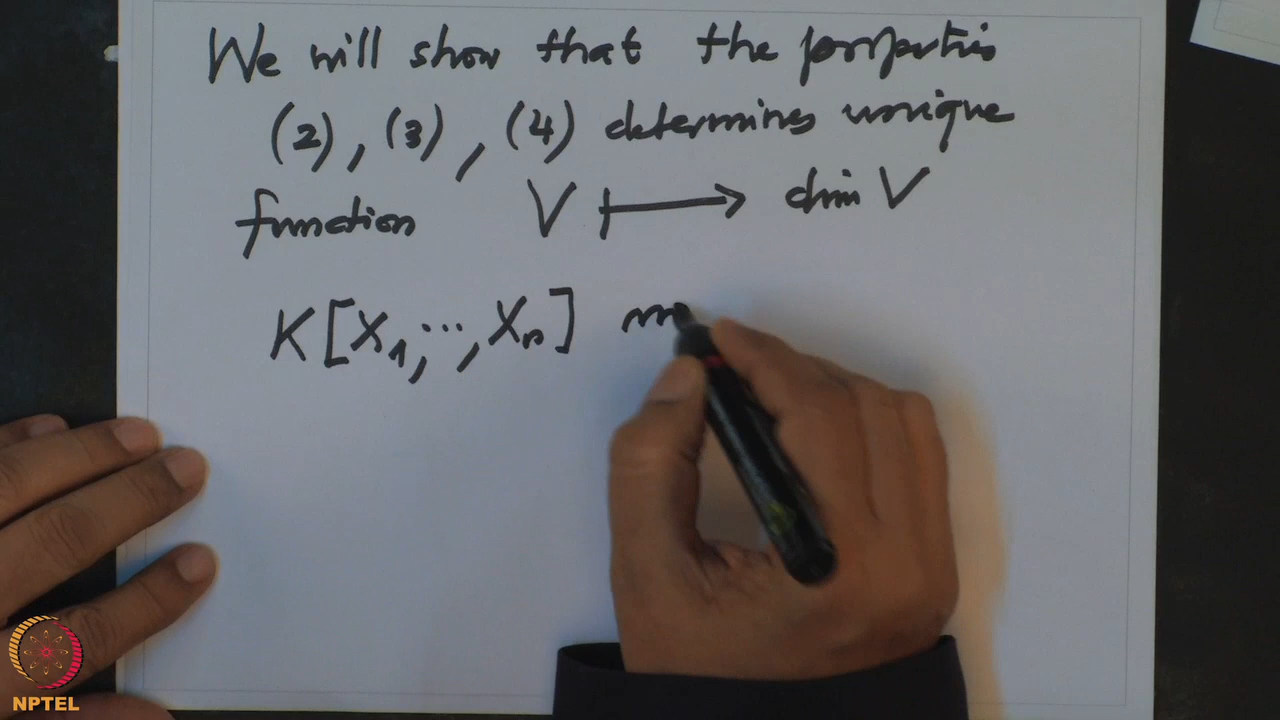 We will show that the properties
(2), (3), (4) determines unique
function V ⟼ dim V
K[X₁,...,Xₙ] m
NPTEL